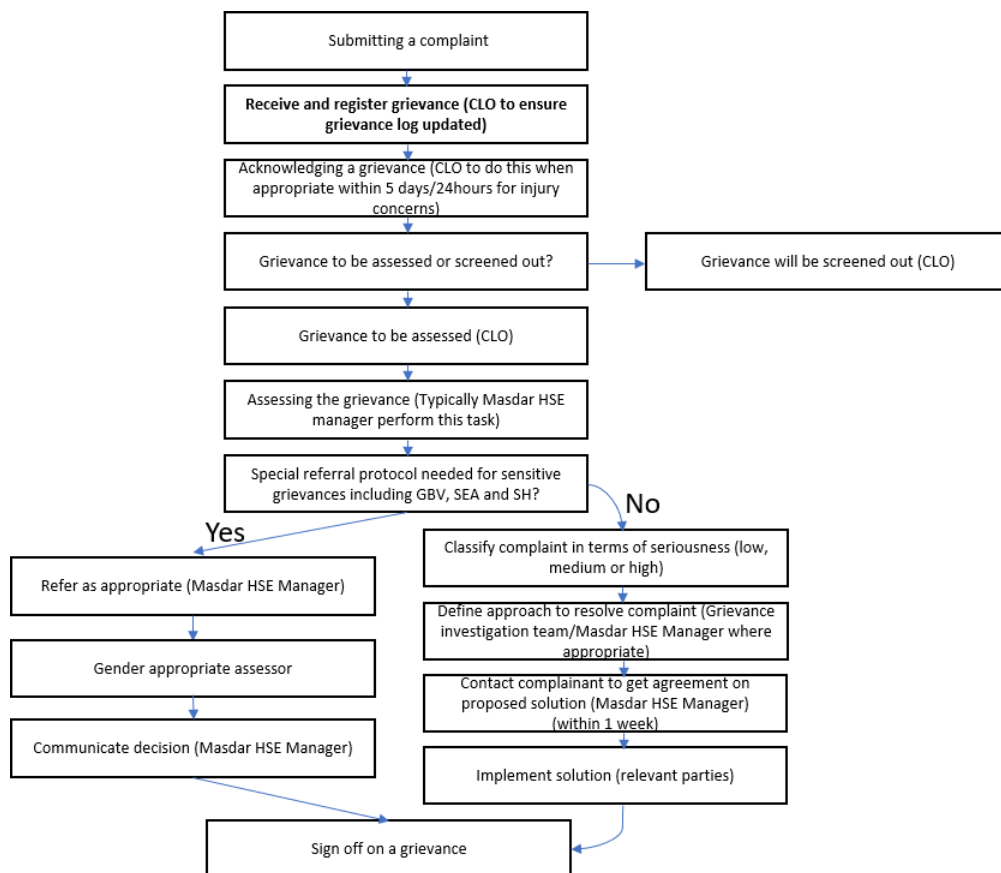 Submitting a complaint
Receive and register grievance (CLO to ensure
grievance log updated)
Acknowledging a grievance (CLO to do this when
appropriate within 5 days/24hours for injury
concerns)
Grievance to be assessed or screened out?
Grievance will be screened out (CLO)
Grievance to be assessed (CLO)
Assessing the grievance (Typically Masdar HSE
manager perform this task)
Special referral protocol needed for sensitive
grievances including GBV, SEA and SH?
Yes
No
Refer as appropriate (Masdar HSE Manager)
Gender appropriate assessor
Communicate decision (Masdar HSE Manager)
Classify complaint in terms of seriousness (low,
medium or high)
Define approach to resolve complaint (Grievance
investigation team/Masdar HSE Manager where
appropriate)
Contact complainant to get agreement on
proposed solution (Masdar HSE Manager)
(within 1 week)
Implement solution (relevant parties)
Sign off on a grievance